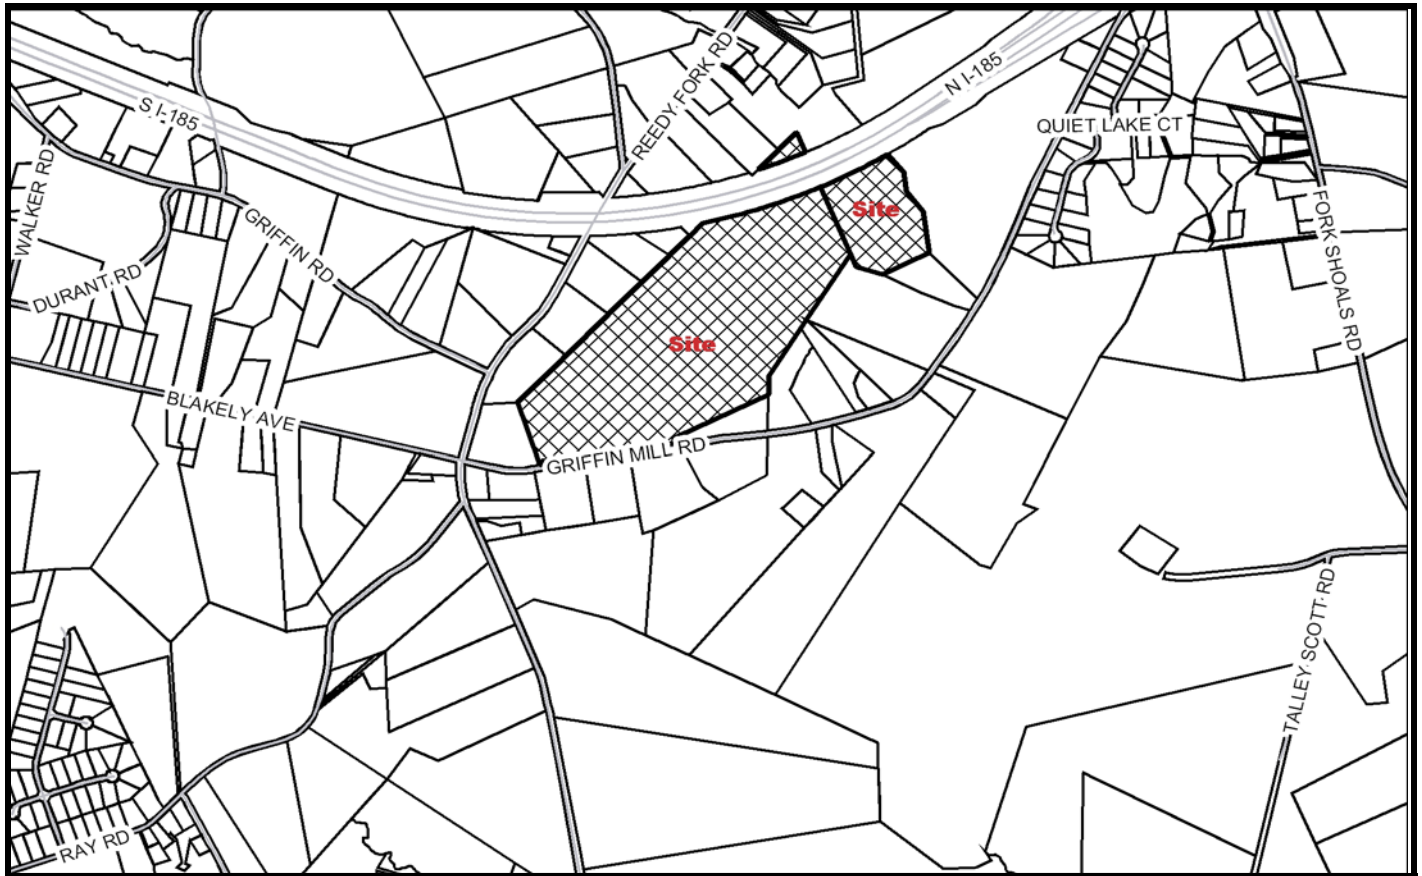 S I-185
REEDY FORK RD
N I-185
QUIET LAKE CT
WALKER RD
GRIFFIN RD
Site
FORK SHOALS RD
DURANT RD
Site
BLAKELY AVE
GRIFFIN MILL RD
TALLEY SCOTT RD
RAY RD